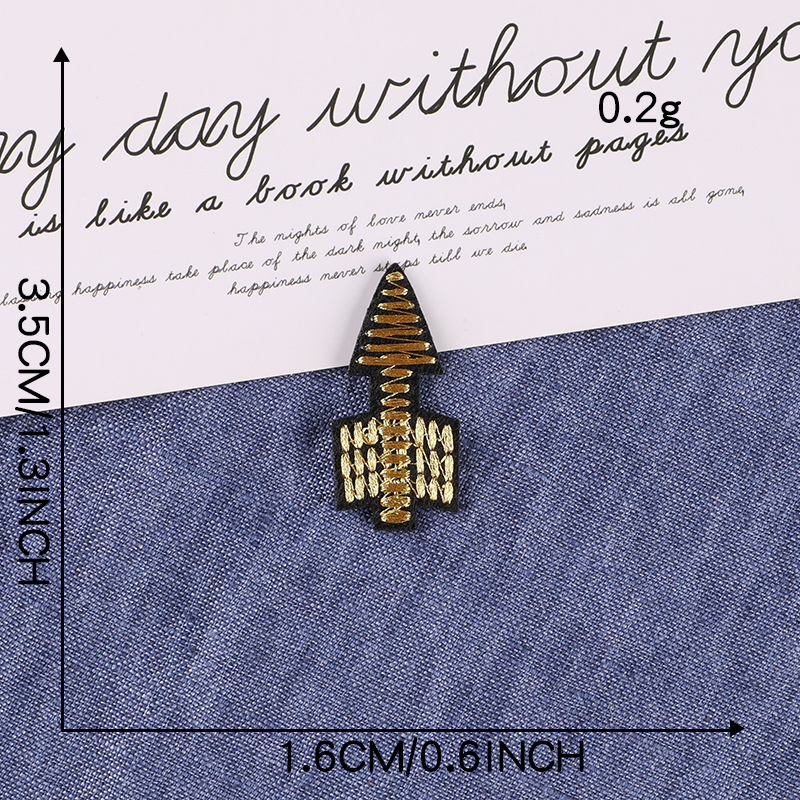 ny day without yo
0.2g
is like a book without pages
The nights of love never ends,
happiness take place of the dark night, the sorrow and sadness is all gone,
happiness never stops till we die.
3.5CM/1.3INCH
1.6CM/0.6INCH